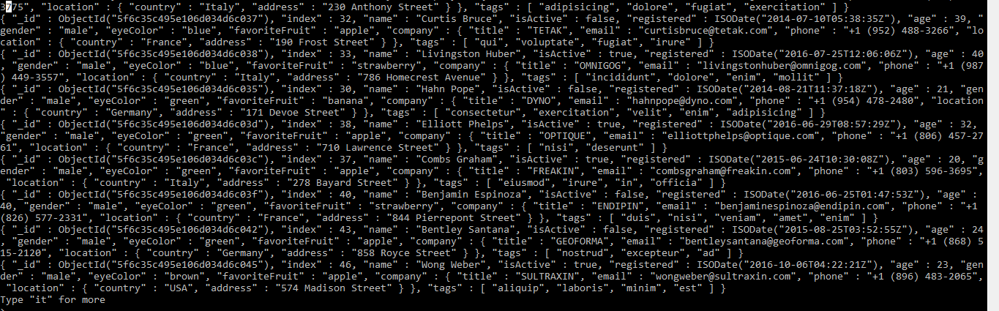 3775", "location" : { "country" : "Italy", "address" : "230 Anthony Street" } }, "tags" : [ "adipisicing", "dolore", "fugiat", "exercitation" ] }
{ "_id" : ObjectId("5f6c35c495e106d034d6c037"), "index" : 32, "name" : "Curtis Bruce", "isActive" : false, "registered" : ISODate("2014-07-10T05:38:35Z"), "age" : 39,
"gender" : "male", "eyeColor" : "blue", "favoriteFruit" : "apple", "company" : { "title" : "TETAK", "email" : "curtisbruce@tetak.com", "phone" : "+1 (952) 488-3266", "lo
cation" : { "country" : "France", "address" : "190 Frost Street" } }, "tags" : [ "qui", "voluptate", "fugiat", "irure" ] }
{ "_id" : ObjectId("5f6c35c495e106d034d6c038"), "index" : 33, "name" : "Livingston Huber", "isActive" : true, "registered" : ISODate("2016-07-25T12:06:06Z"), "age" : 40
, "gender" : "male", "eyeColor" : "blue", "favoriteFruit" : "strawberry", "company" : { "title" : "OMNIGOG", "email" : "livingstonhuber@omnigog.com", "phone" : "+1 (987
) 449-3557", "location" : { "country" : "Italy", "address" : "786 Homecrest Avenue" } }, "tags" : [ "incididunt", "dolore", "enim", "mollit" ] }
{ "_id" : ObjectId("5f6c35c495e106d034d6c035"), "index" : 30, "name" : "Hahn Pope", "isActive" : false, "registered" : ISODate("2014-08-21T11:37:18Z"), "age" : 21, "gen
der" : "male", "eyeColor" : "green", "favoriteFruit" : "banana", "company" : { "title" : "DYNO", "email" : "hahnpope@dyno.com", "phone" : "+1 (954) 478-2480", "location
" : { "country" : "Germany", "address" : "171 Devoe Street" } }, "tags" : [ "consectetur", "exercitation", "velit", "enim", "adipisicing" ] }
{ "_id" : ObjectId("5f6c35c495e106d034d6c03d"), "index" : 38, "name" : "Elliott Phelps", "isActive" : true, "registered" : ISODate("2016-06-29T08:57:29Z"), "age" : 32,
"gender" : "male", "eyeColor" : "green", "favoriteFruit" : "apple", "company" : { "title" : "OPTIQUE", "email" : "elliottphelps@optique.com", "phone" : "+1 (806) 457-27
61", "location" : { "country" : "France", "address" : "710 Lawrence Street" } }, "tags" : [ "nisi", "deserunt" ] }
{ "_id" : ObjectId("5f6c35c495e106d034d6c03c"), "index" : 37, "name" : "Combs Graham", "isActive" : true, "registered" : ISODate("2015-06-24T10:30:08Z"), "age" : 20, "g
ender" : "male", "eyeColor" : "green", "favoriteFruit" : "apple", "company" : { "title" : "FREAKIN", "email" : "combsgraham@freakin.com", "phone" : "+1 (803) 596-3695",
"location" : { "country" : "Italy", "address" : "278 Bayard Street" } }, "tags" : [ "eiusmod", "irure", "in", "officia" ] }
{ "_id" : ObjectId("5f6c35c495e106d034d6c03f"), "index" : 40, "name" : "Benjamin Espinoza", "isActive" : false, "registered" : ISODate("2016-06-25T01:47:53Z"), "age" :
40, "gender" : "male", "eyeColor" : "green", "favoriteFruit" : "strawberry", "company" : { "title" : "ENDIPIN", "email" : "benjaminespinoza@endipin.com", "phone" : "+1
(826) 577-2331", "location" : { "country" : "France", "address" : "844 Pierrepont Street" } }, "tags" : [ "duis", "nisi", "veniam", "amet", "enim" ] }
{ "_id" : ObjectId("5f6c35c495e106d034d6c042"), "index" : 43, "name" : "Bentley Santana", "isActive" : false, "registered" : ISODate("2015-08-25T03:52:55Z"), "age" : 24
, "gender" : "male", "eyeColor" : "green", "favoriteFruit" : "apple", "company" : { "title" : "GEOFORMA", "email" : "bentleysantana@geoforma.com", "phone" : "+1 (868) 5
15-2120", "location" : { "country" : "Germany", "address" : "858 Royce Street" } }, "tags" : [ "nostrud", "excepteur", "ad" ] }
{ "_id" : ObjectId("5f6c35c495e106d034d6c045"), "index" : 46, "name" : "Wong Weber", "isActive" : true, "registered" : ISODate("2016-10-06T04:22:21Z"), "age" : 23, "gen
der" : "male", "eyeColor" : "brown", "favoriteFruit" : "apple", "company" : { "title" : "SULTRAXIN", "email" : "wongweber@sultraxin.com", "phone" : "+1 (896) 483-2065",
"location" : { "country" : "USA", "address" : "574 Madison Street" } }, "tags" : [ "aliquip", "laboris", "minim", "est" ] }
Type "it" for more